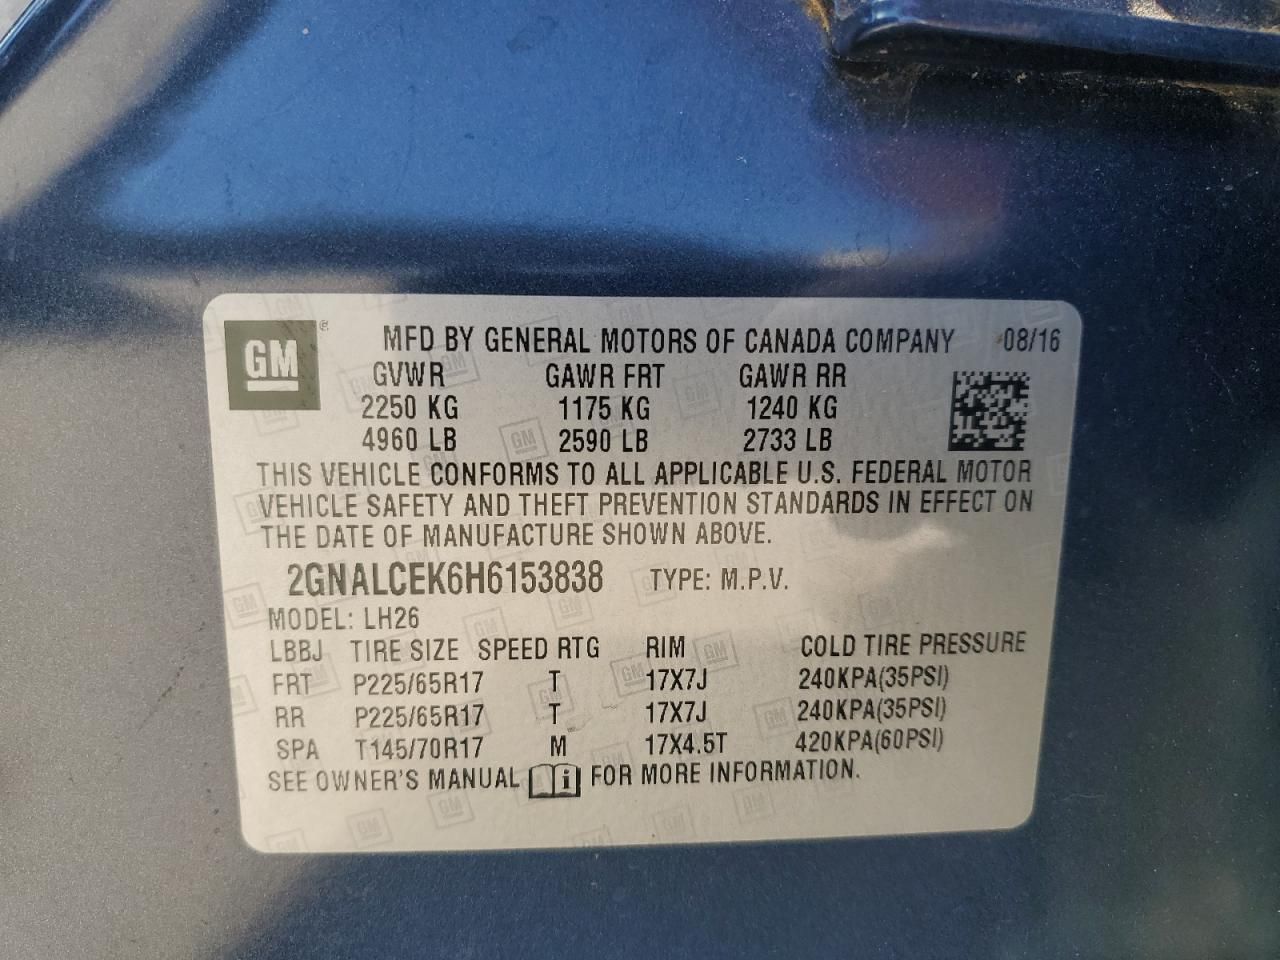 GM ® MFD BY GENERAL MOTORS OF CANADA COMPANY 08/16
GVWR GAWR FRT GAWR RR
2250 KG 1175 KG 1240 KG
4960 LB 2590 LB 2733 LB
THIS VEHICLE CONFORMS TO ALL APPLICABLE U.S. FEDERAL MOTOR
VEHICLE SAFETY AND THEFT PREVENTION STANDARDS IN EFFECT ON
THE DATE OF MANUFACTURE SHOWN ABOVE.
2GNALCEK6H6153838 TYPE: M.P.V.
MODEL: LH26
LBBJ TIRE SIZE SPEED RTG RIM COLD TIRE PRESSURE
FRT P225/65R17 T 17X7J 240KPA(35PSI)
RR P225/65R17 T 17X7J 240KPA(35PSI)
SPA T145/70R17 M 17X4.5T 420KPA(60PSI)
SEE OWNER'S MANUAL i FOR MORE INFORMATION.